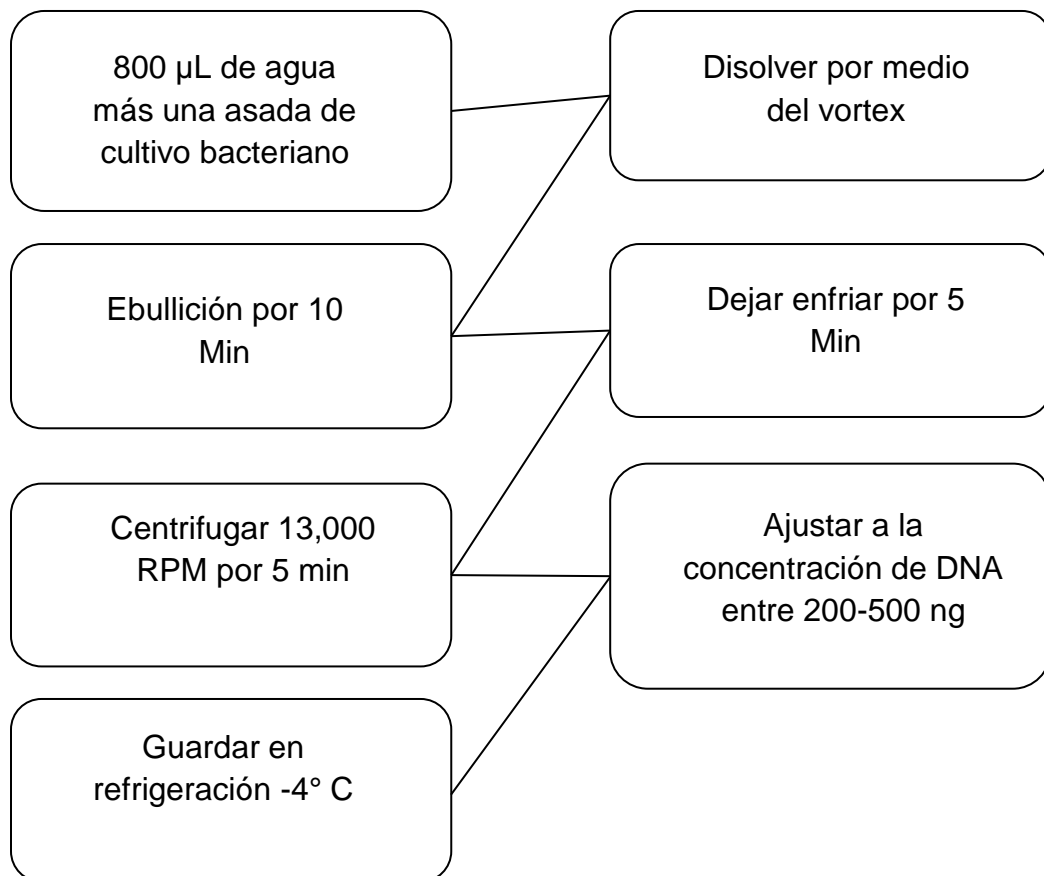 800 µL de agua
más una asada de
cultivo bacteriano
Disolver por medio
del vortex
Ebullición por 10
Min
Dejar enfriar por 5
Min
Centrifugar 13,000
RPM por 5 min
Ajustar a la
concentración de DNA
entre 200-500 ng
Guardar en
refrigeración -4° C